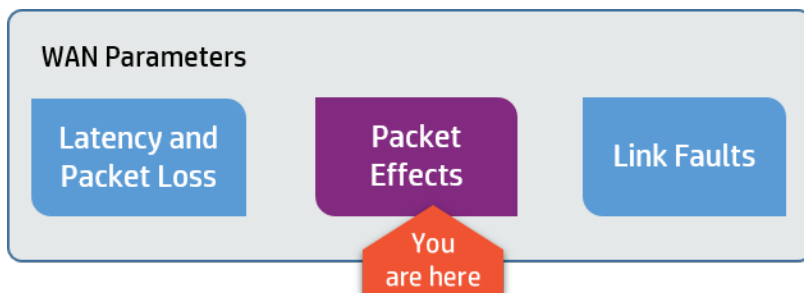 WAN Parameters
Latency and
Packet Loss
Packet
Effects
Link Faults
You
are here